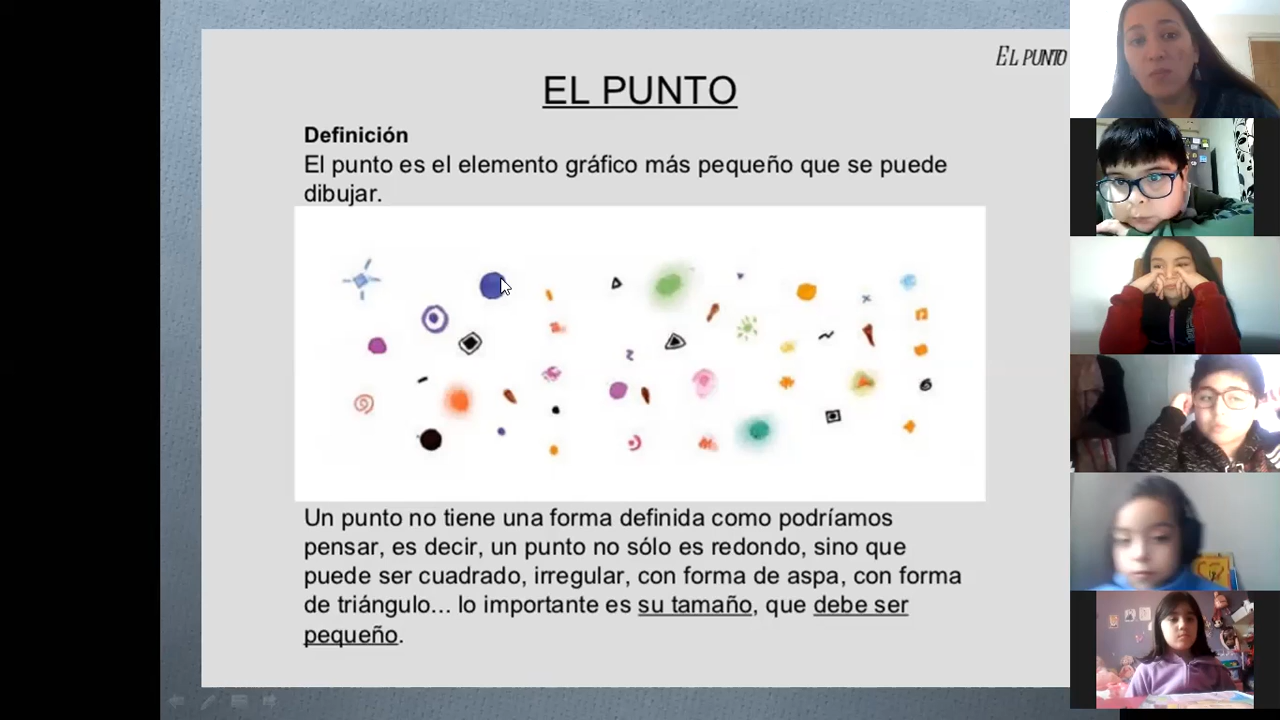 EL PUNTO
EL PUNTO
Definición
El punto es el elemento gráfico más pequeño que se puede
dibujar.
Un punto no tiene una forma definida como podríamos
pensar, es decir, un punto no sólo es redondo, sino que
puede ser cuadrado, irregular, con forma de aspa, con forma
de triángulo... lo importante es su tamaño, que debe ser
pequeño.